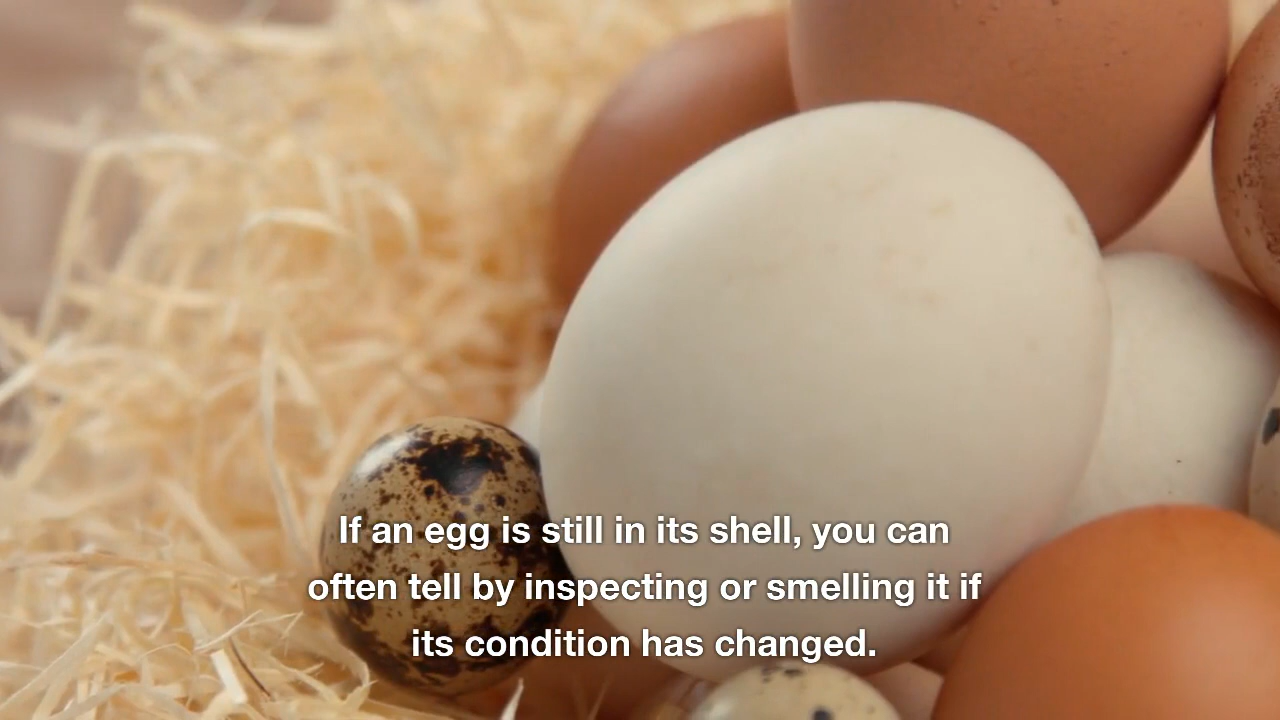 If an egg is still in its shell, you can
often tell by inspecting or smelling it if
its condition has changed.